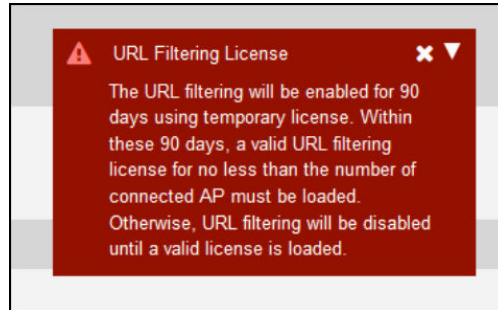 URL Filtering License
The URL filtering will be enabled for 90
days using temporary license. Within
these 90 days, a valid URL filtering
license for no less than the number of
connected AP must be loaded.
Otherwise, URL filtering will be disabled
until a valid license is loaded.